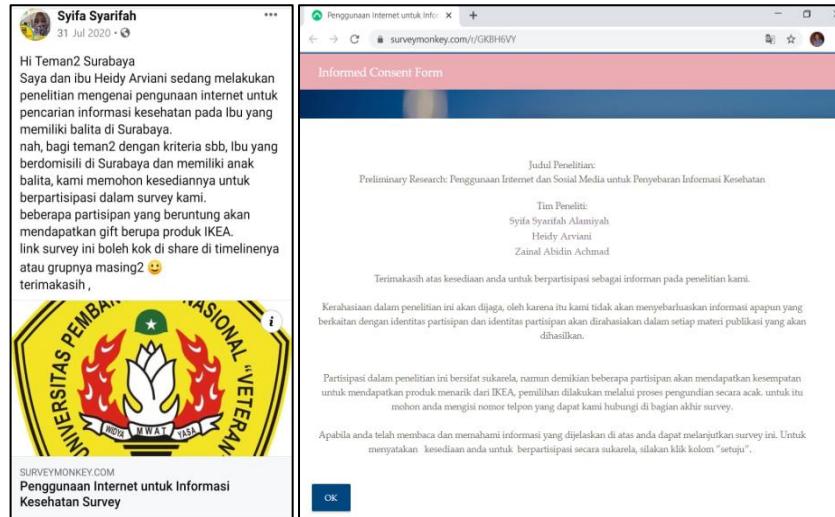 Syifa Syarifah
31 Jul 2020 •
Hi Teman2 Surabaya
Saya dan ibu Heidy Arviani sedang melakukan
penelitian mengenai pengunaan internet untuk
pencarian informasi kesehatan pada Ibu yang
memiliki balita di Surabaya.
nah, bagi teman2 dengan kriteria sbb, Ibu yang
berdomisili di Surabaya dan memiliki anak
balita, kami memohon kesediannya untuk
berpartisipasi dalam survey kami.
beberapa partisipan yang beruntung akan
mendapatkan gift berupa produk IKEA.
link survey ini boleh kok di share di timelinenya
atau grupnya masing2 😀
terimakasih ,
UNIVERSITAS PEMBAN NASIONAL "VETERAN
WIDYA MWAT YASA
SURVEYMONKEY.COM
Penggunaan Internet untuk Informasi
Kesehatan Survey
Penggunaan Internet untuk Infor
surveymonkey.com/r/GKBH6VY
Informed Consent Form
Judul Penelitian:
Preliminary Research: Penggunaan Internet dan Sosial Media untuk Penyebaran Informasi Kesehatan
Tim Peneliti:
Syifa Syarifah Alamiyah
Heidy Arviani
Zainal Abidin Achmad
Terimakasih atas kesediaan anda untuk berpartisipasi sebagai informan pada penelitian kami.
Kerahasiaan dalam penelitian ini akan dijaga, oleh karena itu kami tidak akan menyebarluaskan informasi apapun yang
berkaitan dengan identitas partisipan dan identitas partisipan akan dirahasiakan dalam setiap materi publikasi yang akan
dihasilkan.
Partisipasi dalam penelitian ini bersifat sukarela, namun demikian beberapa partisipan akan mendapatkan kesempatan
untuk mendapatkan produk menarik dari IKEA, pemilihan dilakukan melalui proses pengundian secara acak. untuk itu
mohon anda mengisi nomor telpon yang dapat kami hubungi di bagian akhir survey.
Apabila anda telah membaca dan memahami informasi yang dijelaskan di atas anda dapat melanjutkan survey ini. Untuk
menyatakan kesediaan anda untuk berpartisipasi secara sukarela, silakan klik kolom "setuju".
OK